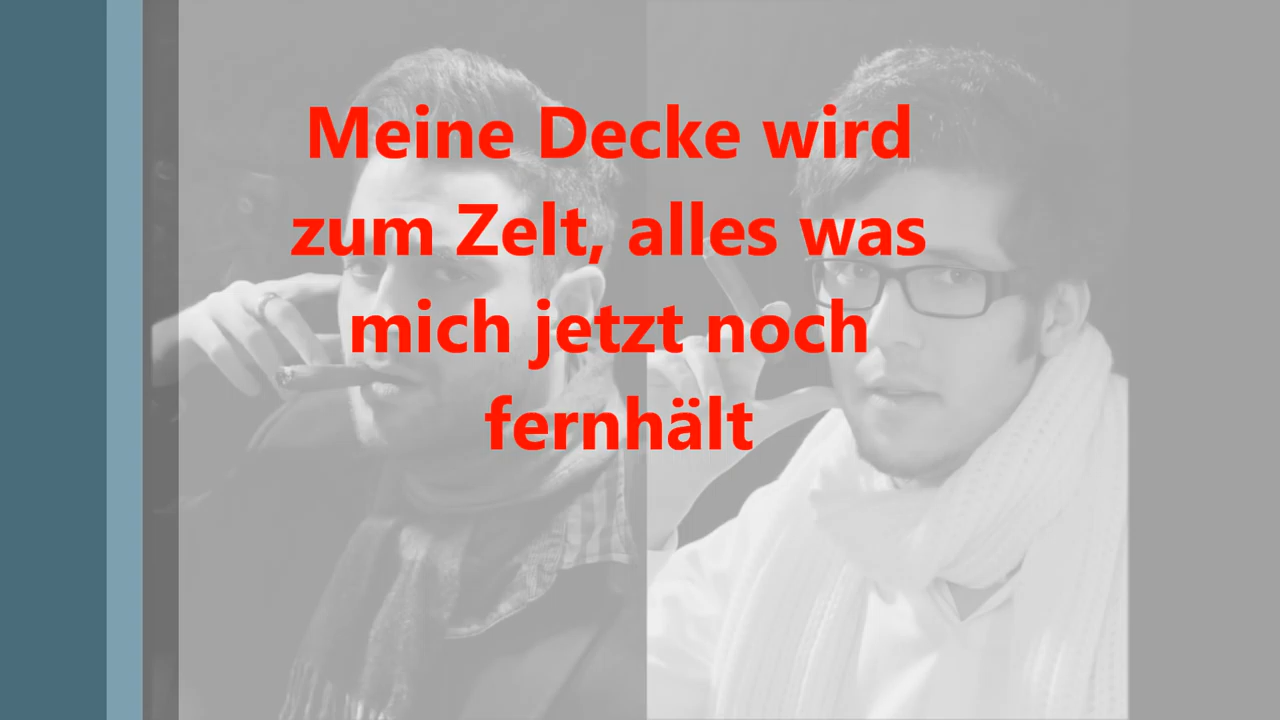 Meine Decke wird
zum Zelt, alles was
mich jetzt noch
fernhält